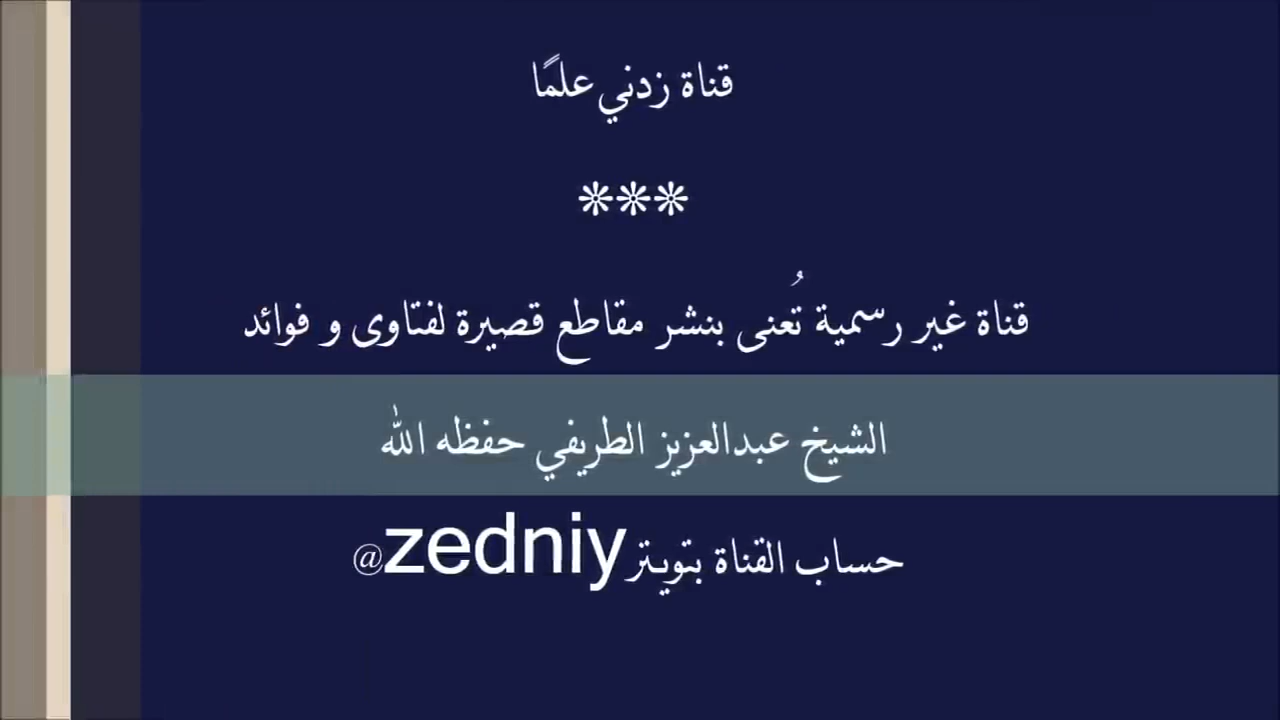 قناة زدني علمًا
***
قناة غير رسمية تُعنى بنشر مقاطع قصيرة لفتاوى و فوائد
الشيخ عبدالعزيز الطريفي حفظه الله
حساب القناة بتويتر @zedniy